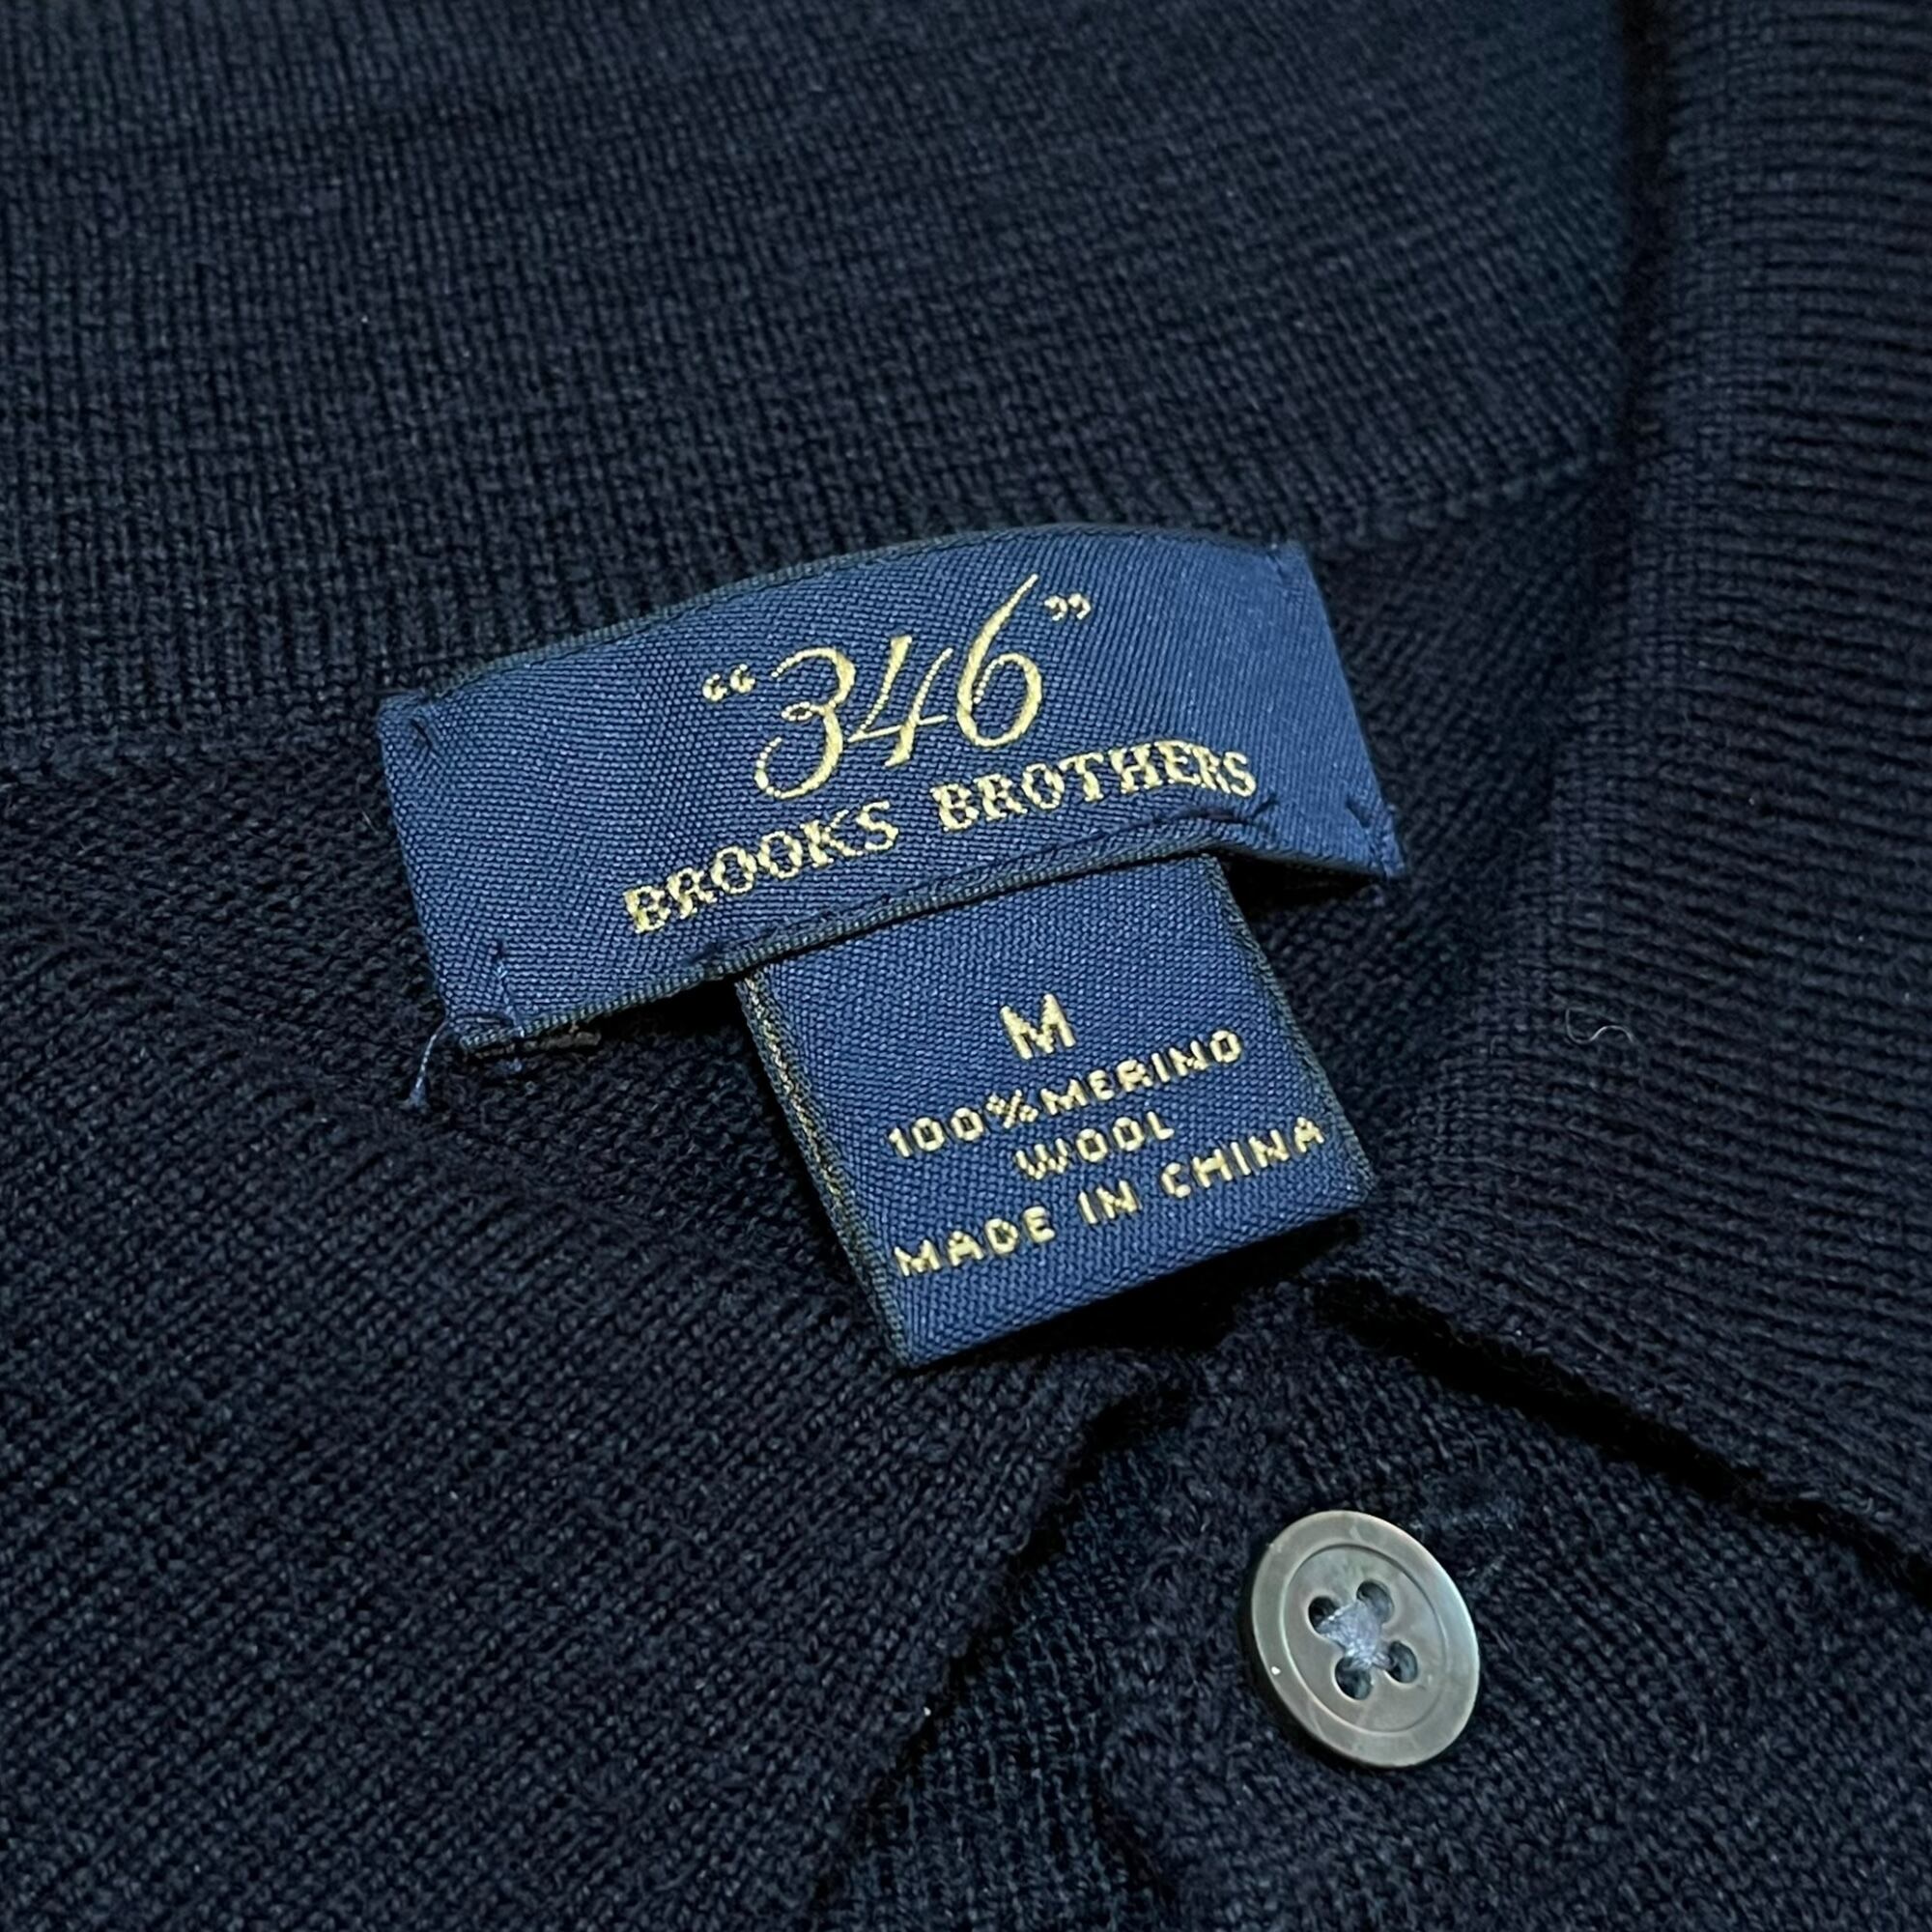 “346”
BROOKS BROTHERS
M
100%MERINO
WOOL
MADE IN CHINA